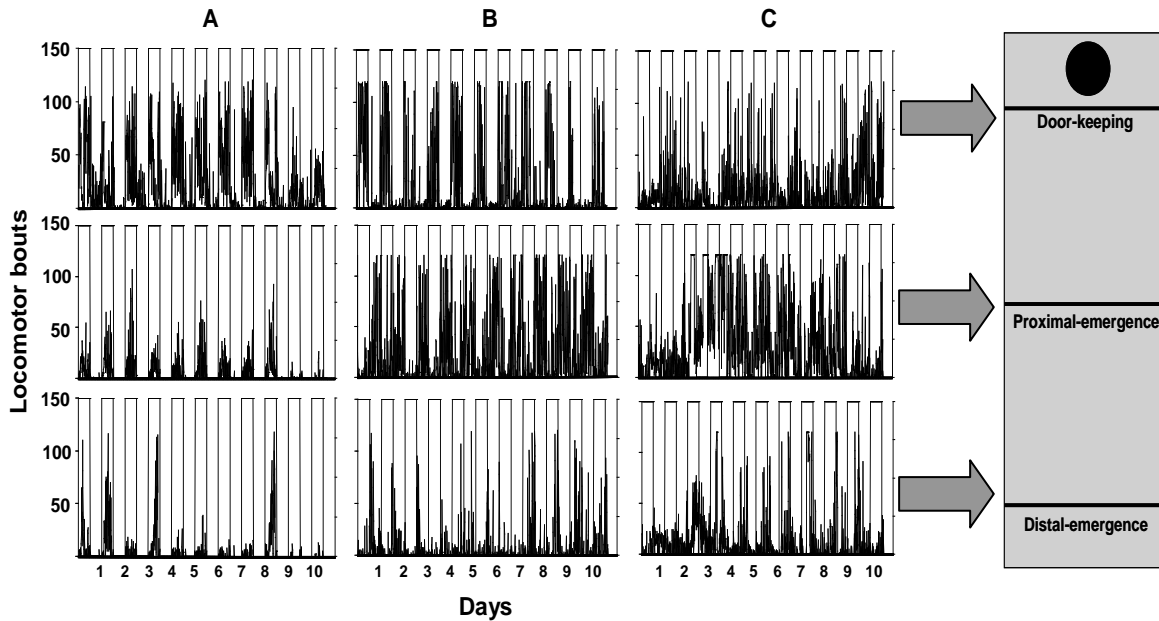 A B C
150
100
50
Door-keeping
150
100
50
Proximal-emergence
Locomotor bouts
150
100
50
Distal-emergence
1 2 3 4 5 6 7 8 9 10 1 2 3 4 5 6 7 8 9 10 1 2 3 4 5 6 7 8 9 10
Days